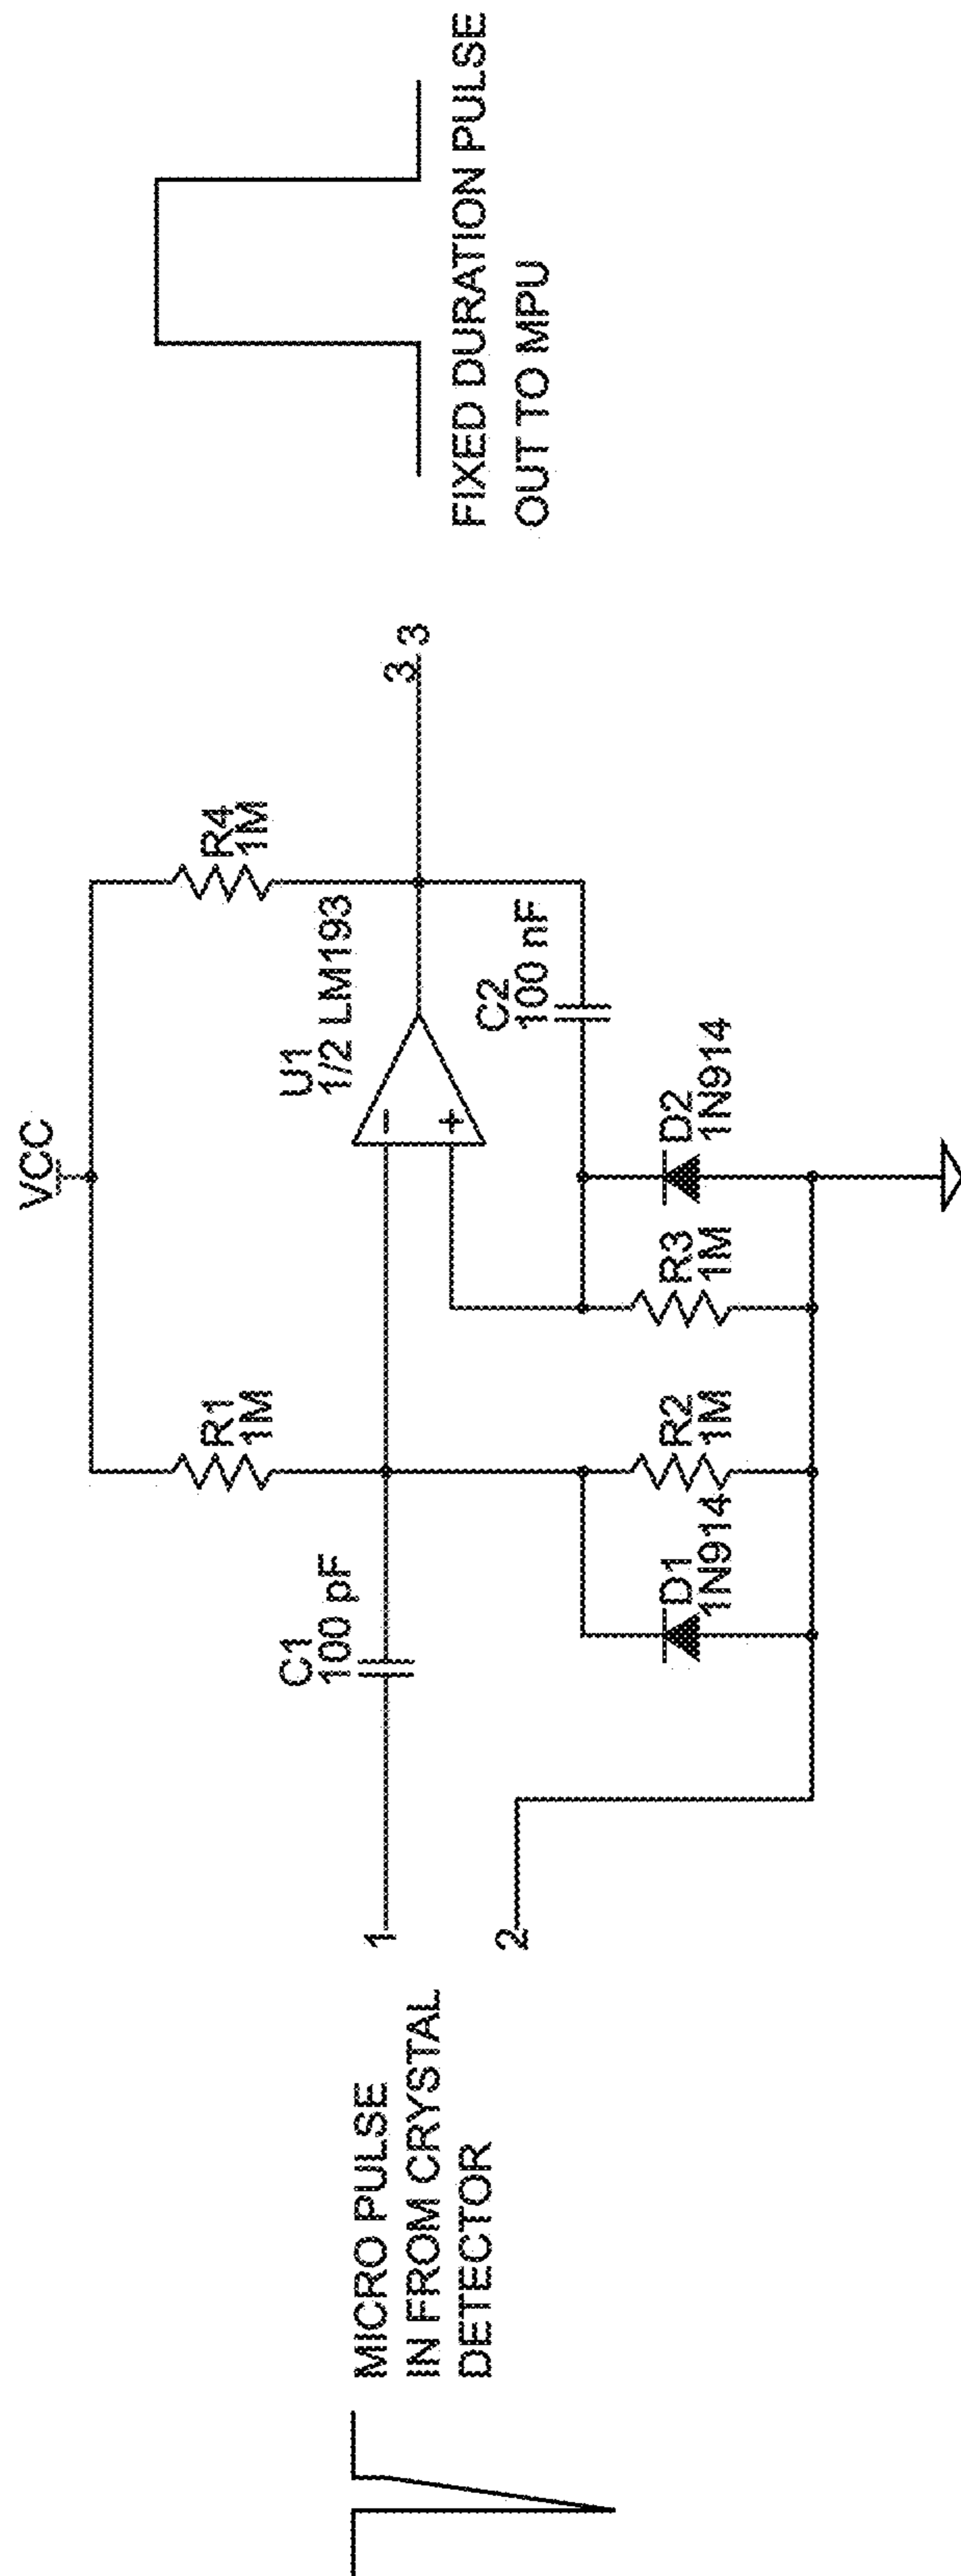 MICRO PULSE
IN FROM CRYSTAL
DETECTOR
1
2
C1
100 pF
D1
1N914
R1
1M
R2
1M
VCC
R3
1M
D2
1N914
U1
1/2 LM193
−
+
C2
100 nF
R4
1M
3
3
FIXED DURATION PULSE
OUT TO MPU